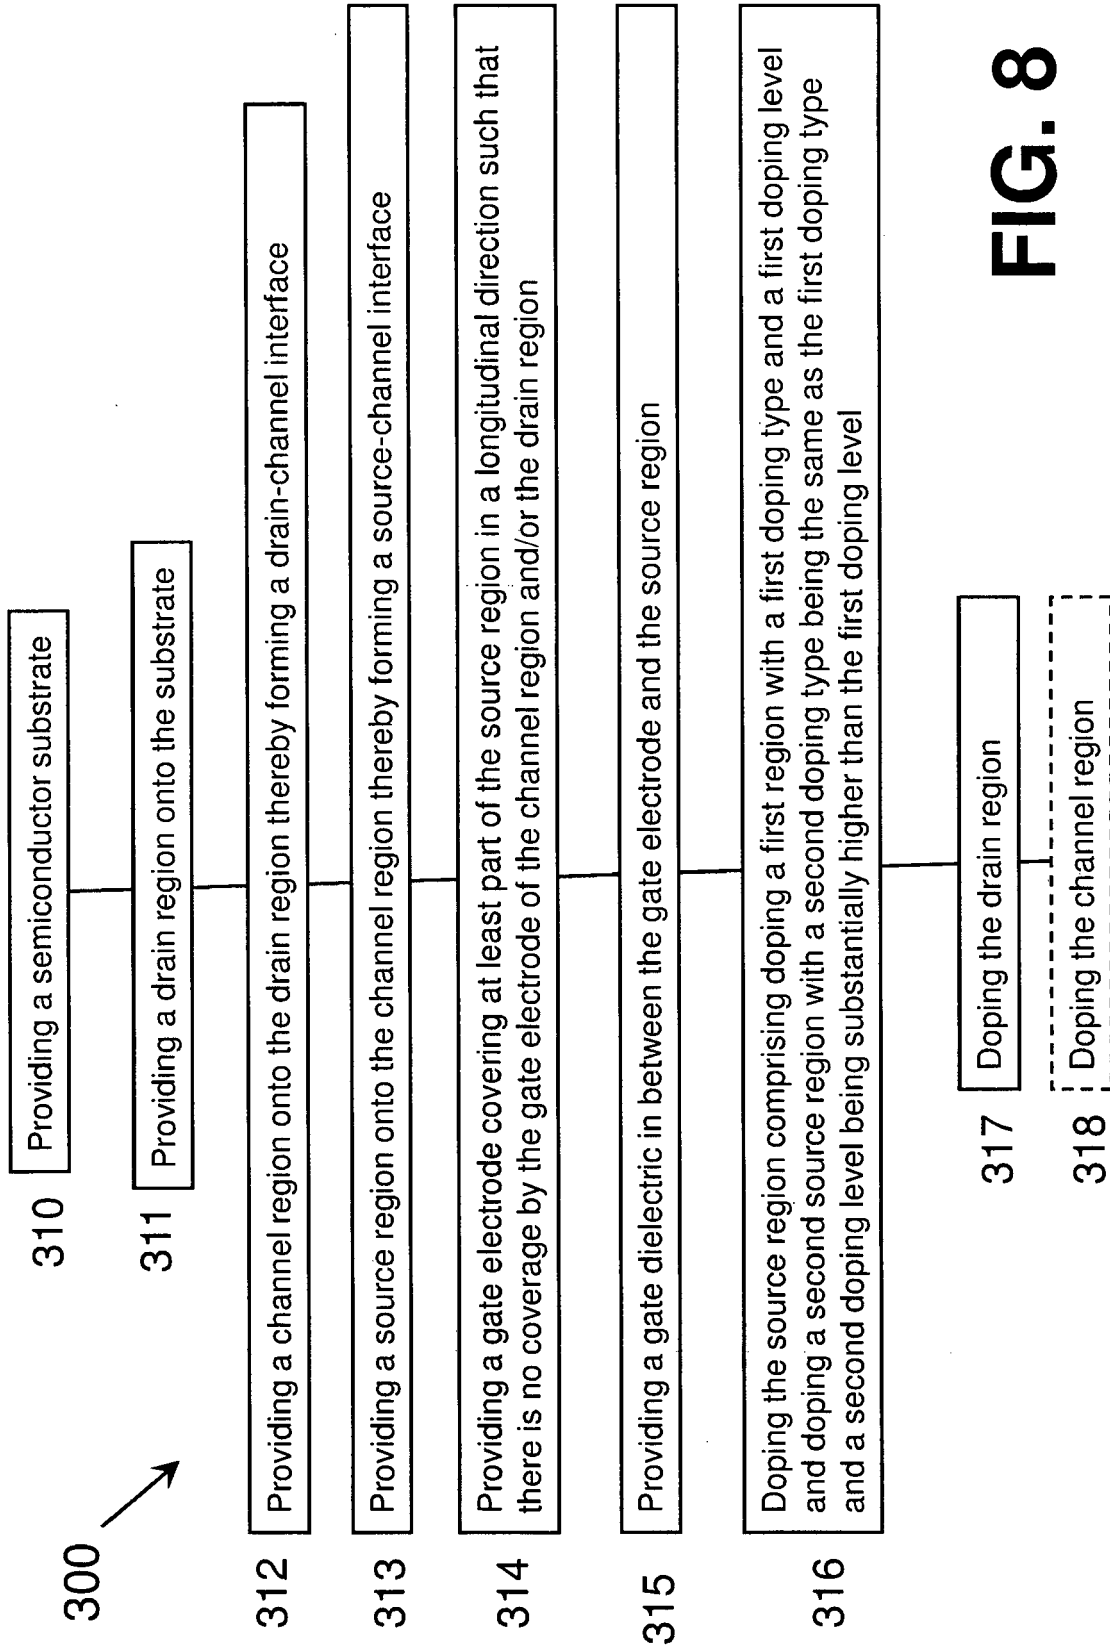 300
310
Providing a semiconductor substrate
311
Providing a drain region onto the substrate
312
Providing a channel region onto the drain region thereby forming a drain-channel interface
313
Providing a source region onto the channel region thereby forming a source-channel interface
314
Providing a gate electrode covering at least part of the source region in a longitudinal direction such that
there is no coverage by the gate electrode of the channel region and/or the drain region
315
Providing a gate dielectric in between the gate electrode and the source region
316
Doping the source region comprising doping a first region with a first doping type and a first doping level
and doping a second source region with a second doping type being the same as the first doping type
and a second doping level being substantially higher than the first doping level
317
Doping the drain region
318
Doping the channel region
FIG. 8